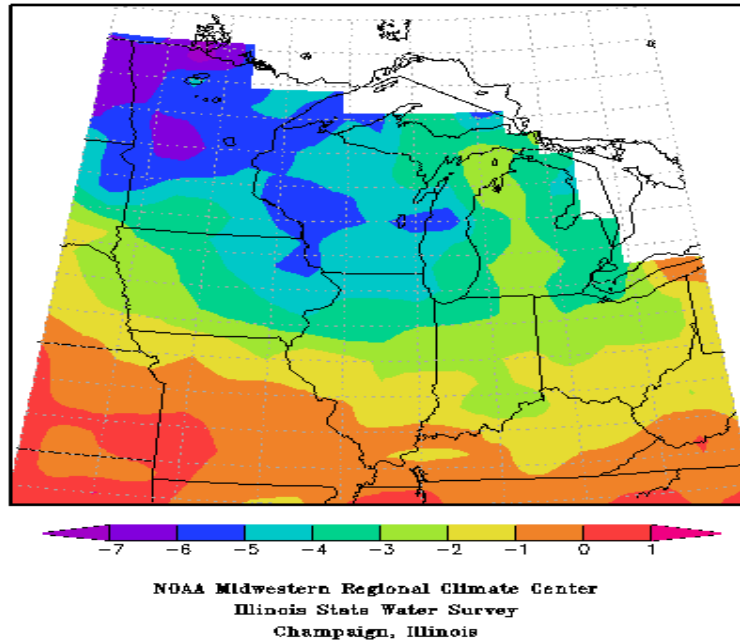 -7 -6 -5 -4 -3 -2 -1 0 1
NOAA Midwestern Regional Climate Center
Illinois State Water Survey
Champaign, Illinois